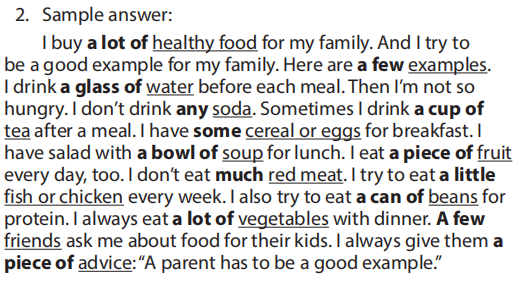 2. Sample answer:
I buy a lot of healthy food for my family. And I try to
be a good example for my family. Here are a few examples.
I drink a glass of water before each meal. Then I'm not so
hungry. I don't drink any soda. Sometimes I drink a cup of
tea after a meal. I have some cereal or eggs for breakfast. I
have salad with a bowl of soup for lunch. I eat a piece of fruit
every day, too. I don't eat much red meat. I try to eat a little
fish or chicken every week. I also try to eat a can of beans for
protein. I always eat a lot of vegetables with dinner. A few
friends ask me about food for their kids. I always give them a
piece of advice: “A parent has to be a good example.”